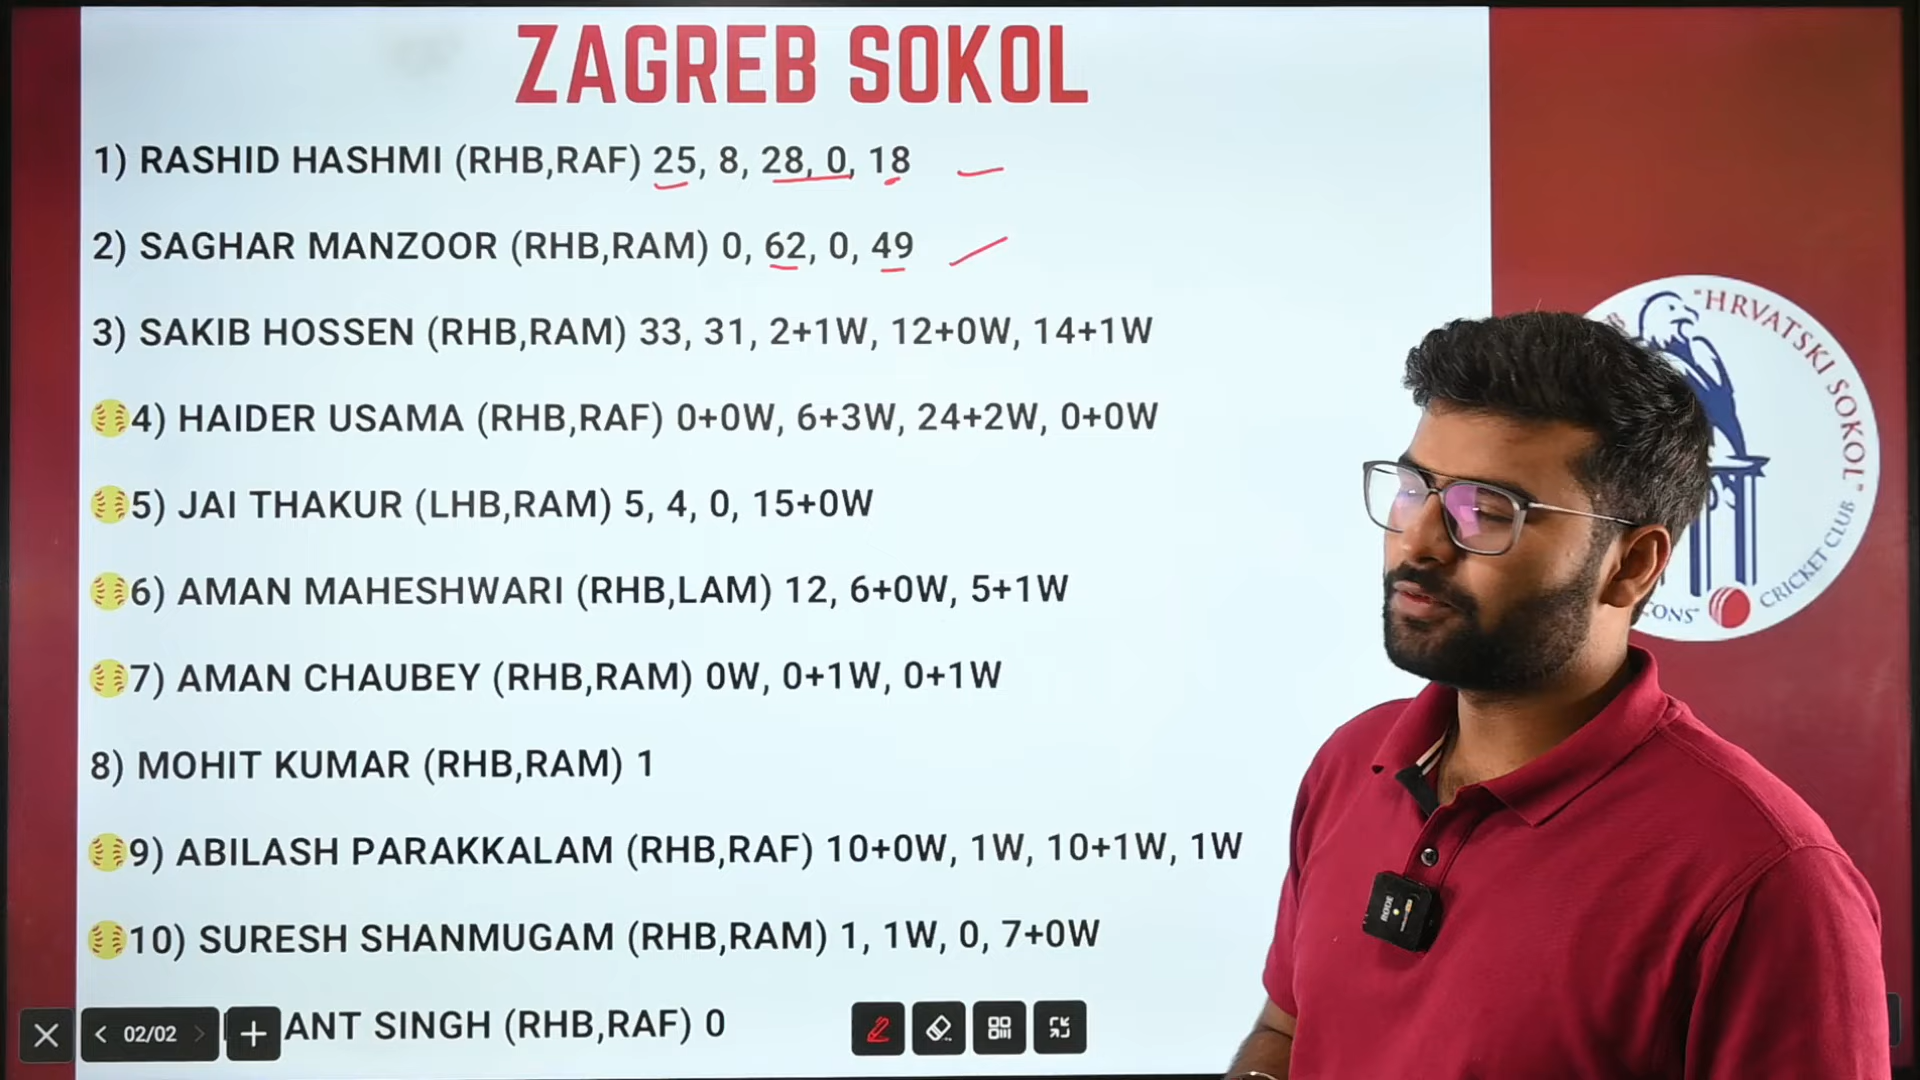 ZAGREB SOKOL
1) RASHID HASHMI (RHB,RAF) 25, 8, 28, 0, 18
2) SAGHAR MANZOOR (RHB,RAM) 0, 62, 0, 49
3) SAKIB HOSSEN (RHB,RAM) 33, 31, 2+1W, 12+0W, 14+1W
4) HAIDER USAMA (RHB,RAF) 0+0W, 6+3W, 24+2W, 0+0W
5) JAI THAKUR (LHB,RAM) 5, 4, 0, 15+0W
6) AMAN MAHESHWARI (RHB,LAM) 12, 6+0W, 5+1W
7) AMAN CHAUBEY (RHB,RAM) 0W, 0+1W, 0+1W
8) MOHIT KUMAR (RHB,RAM) 1
9) ABILASH PARAKKALAM (RHB,RAF) 10+0W, 1W, 10+1W, 1W
10) SURESH SHANMUGAM (RHB,RAM) 1, 1W, 0, 7+0W
ANT SINGH (RHB,RAF) 0
02/02
"HRVATSKI SOKOL"
CRICKET CLUB
RODE